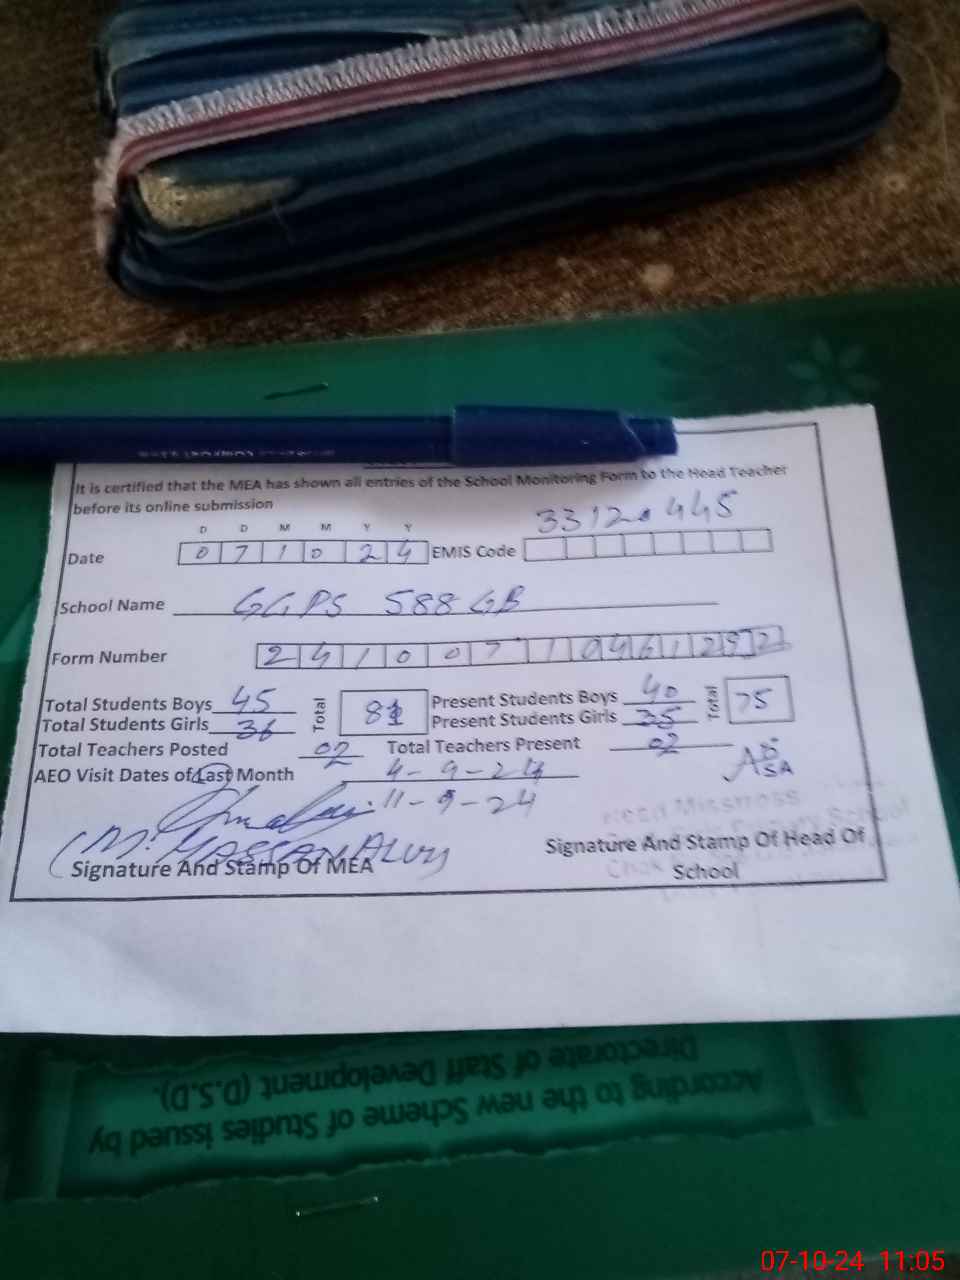 It is certified that the MEA has shown all entries of the School Monitoring Form to the Head Teacher
before its online submission
33120445
D D M M Y Y
Date 0 7 1 0 2 4 EMIS Code
School Name GGPS 588 GB
Form Number 2 4 1 0 0 7 1 0 4 6 1 2 9 2
Total Students Boys 45 Total 81 Present Students Boys 40 Total 75
Total Students Girls 36 Present Students Girls 35
Total Teachers Posted 02 Total Teachers Present 02
AEO Visit Dates of Last Month 4-9-24
11-9-24
Signature And Stamp Of MEA
Signature And Stamp Of Head Of
School
According to the new Scheme of Studies issued by
Directorate of Staff Development (D.S.D).
07-10-24 11:05